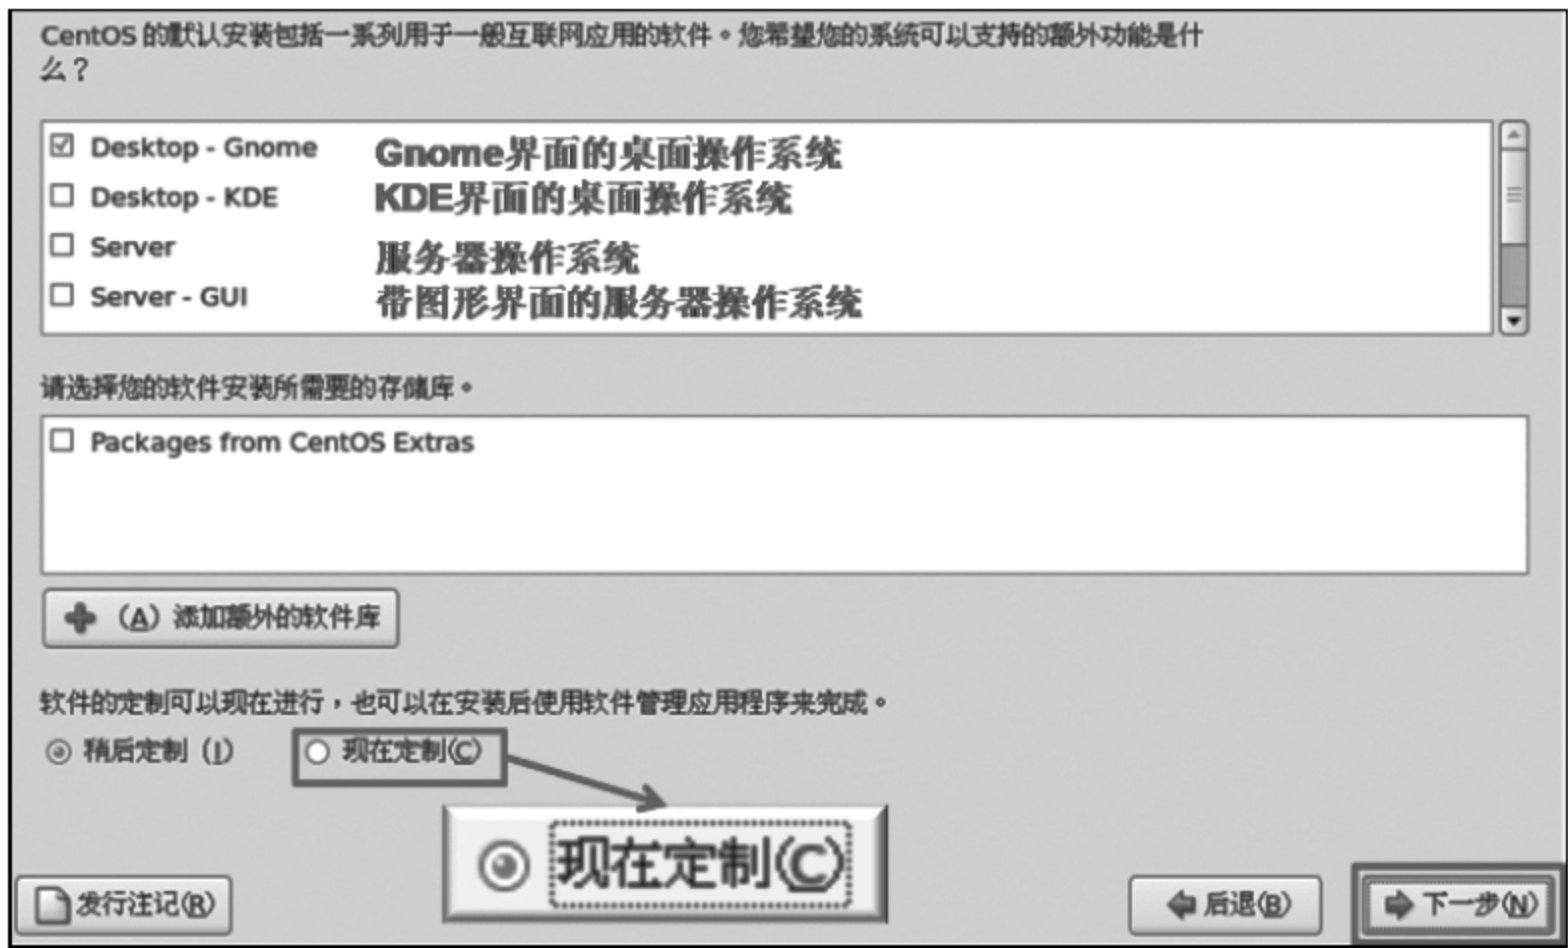 CentOS 的默认安装包括一系列用于一般互联网应用的软件。您希望您的系统可以支持的额外功能是什
么？
Desktop - Gnome Gnome界面的桌面操作系统
Desktop - KDE KDE界面的桌面操作系统
Server 服务器操作系统
Server - GUI 带图形界面的服务器操作系统
请选择您的软件安装所需要的存储库。
Packages from CentOS Extras
（A）添加额外的软件库
软件的定制可以现在进行，也可以在安装后使用软件管理应用程序来完成。
稍后定制（I） 现在定制(C)
现在定制(C)
发行注记(R) 后退(B) 下一步(N)